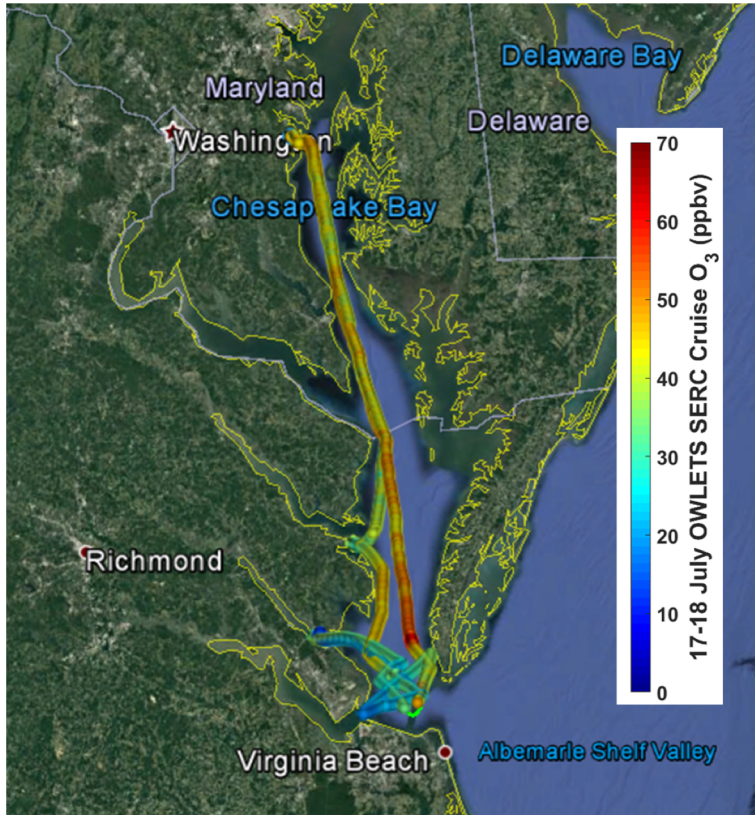 Delaware Bay
Maryland
Delaware
Washington
Chesapeake Bay
Richmond
Virginia Beach
Albemarle Shelf Valley
70
60
50
40
30
20
10
0
17-18 July OWLETS SERC Cruise O3 (ppbv)